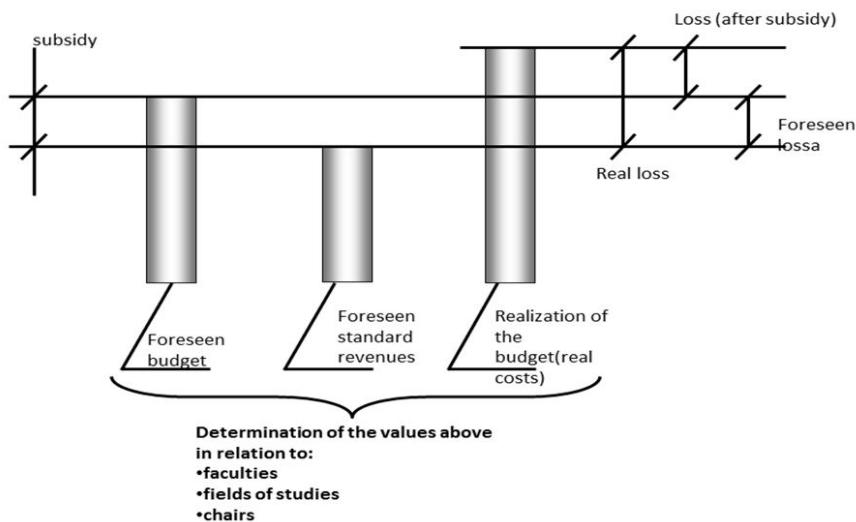 subsidy
Loss (after subsidy)
Foreseen
lossa
Real loss
Foreseen
budget
Foreseen
standard
revenues
Realization of
the
budget(real
costs)
Determination of the values above
in relation to:
•faculties
•fields of studies
•chairs